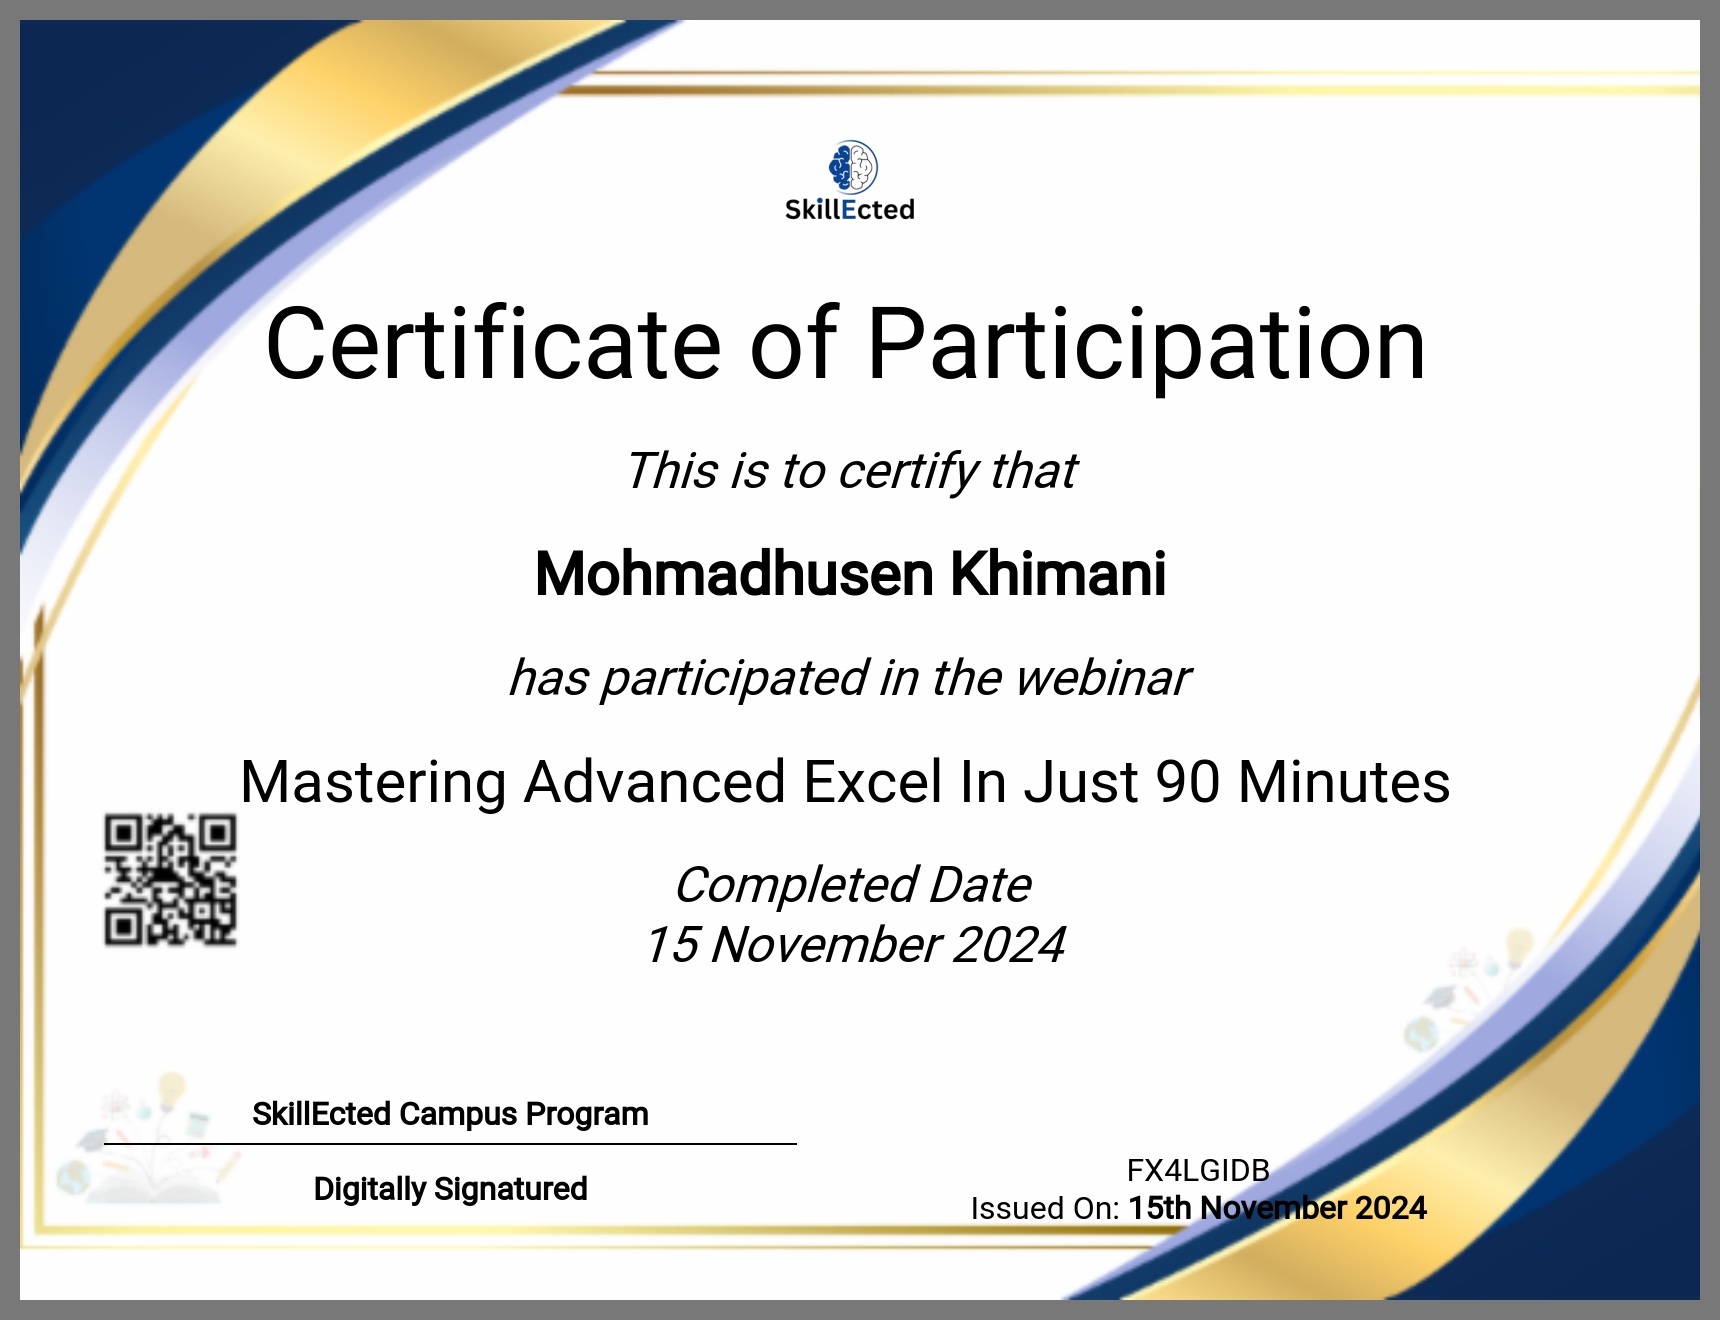 SkillEcted
Certificate of Participation
This is to certify that
Mohmadhusen Khimani
has participated in the webinar
Mastering Advanced Excel In Just 90 Minutes
Completed Date
15 November 2024
SkillEcted Campus Program
Digitally Signatured
FX4LGIDB
Issued On: 15th November 2024